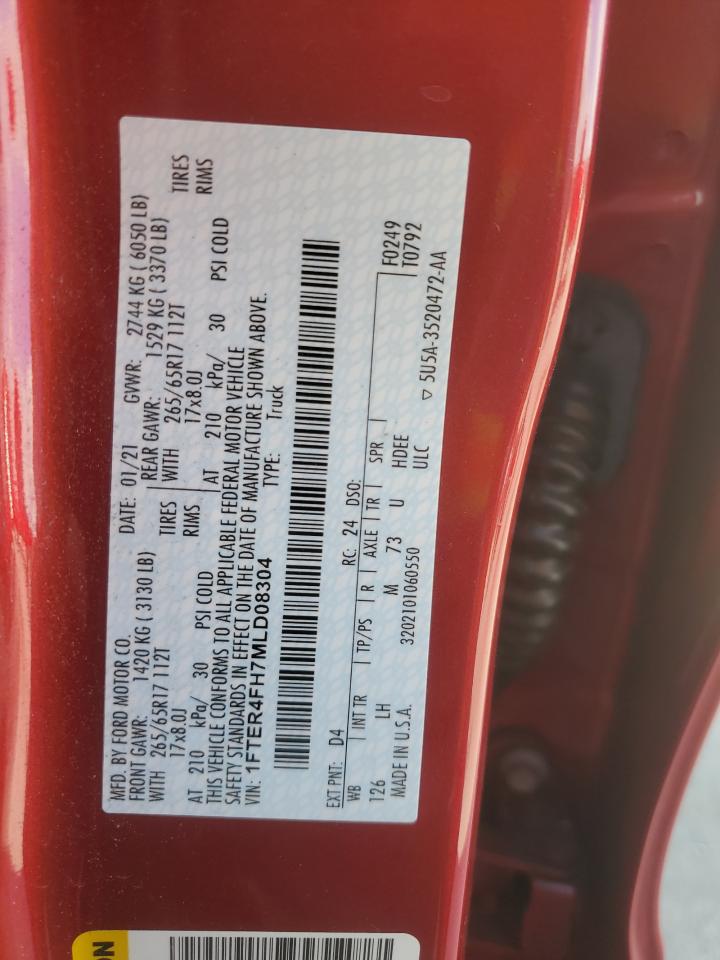 MFD. BY FORD MOTOR CO.
DATE: 01/21 GVWR: 2744 KG ( 6050 LB)
FRONT GAWR: 1420 KG ( 3130 LB) REAR GAWR: 1529 KG ( 3370 LB)
WITH 265/65R17 112T TIRES WITH 265/65R17 112T TIRES
17x8.0J RIMS 17x8.0J RIMS
AT 210 kPa/ 30 PSI COLD AT 210 kPa/ 30 PSI COLD
THIS VEHICLE CONFORMS TO ALL APPLICABLE FEDERAL MOTOR VEHICLE
SAFETY STANDARDS IN EFFECT ON THE DATE OF MANUFACTURE SHOWN ABOVE.
VIN: 1FTER4FH7MLD08304 TYPE: Truck
EXT PNT: D4 RC: 24 DSO: F0249
WB INT TR TP/PS R AXLE TR SPR T0792
126 LH M 73 U HDEE
MADE IN U.S.A. 3202101060550 ULC ▽ 5U5A-3520472-AA
ON